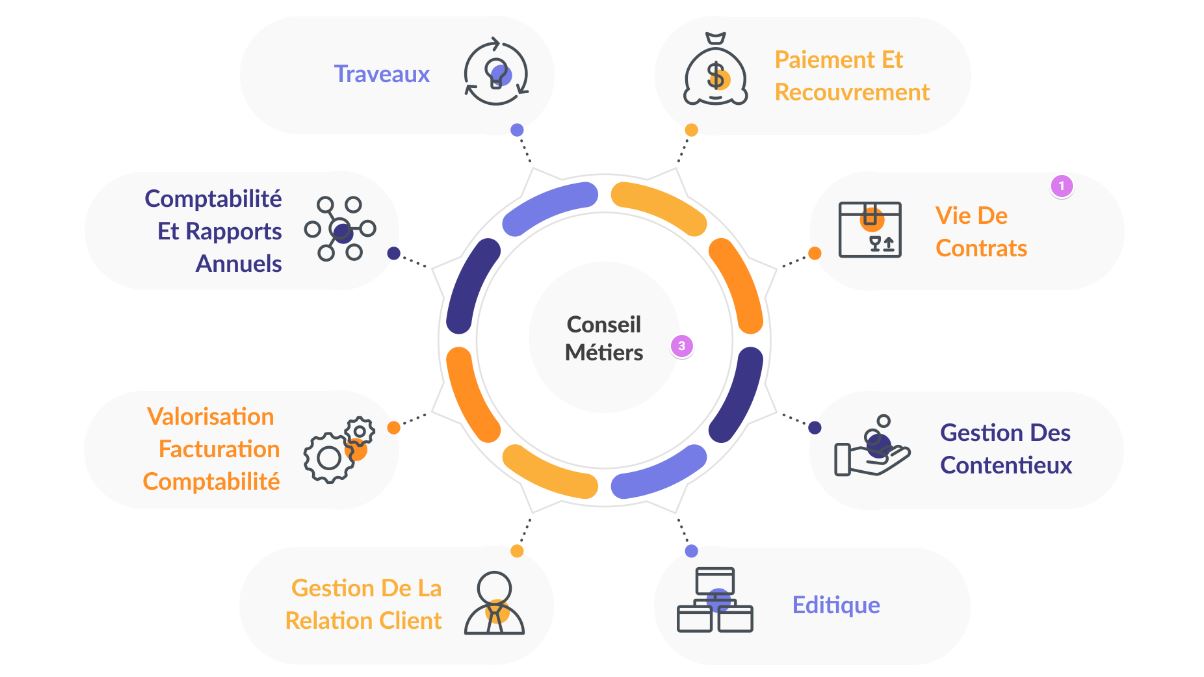 Traveaux
Paiement Et
Recouvrement
Comptabilité
Et Rapports
Annuels
1
Vie De
Contrats
Conseil
Métiers
3
Valorisation
Facturation
Comptabilité
Gestion Des
Contentieux
Gestion De La
Relation Client
Editique